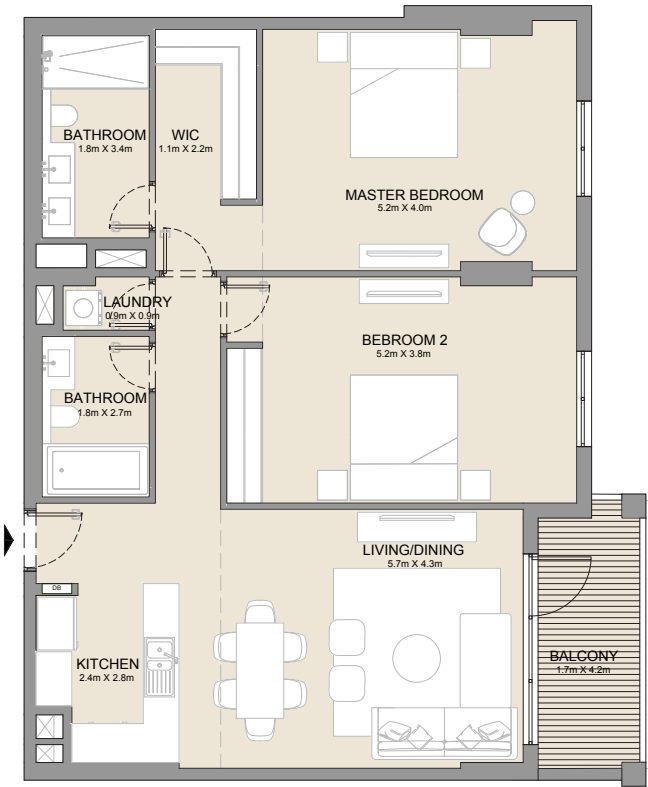 BATHROOM
1.8m X 3.4m
WIC
1.1m X 2.2m
MASTER BEDROOM
5.2m X 4.0m
LAUNDRY
0.9m X 0.9m
BEBROOM 2
5.2m X 3.8m
BATHROOM
1.8m X 2.7m
LIVING/DINING
5.7m X 4.3m
DB
KITCHEN
2.4m X 2.8m
BALCONY
1.7m X 4.2m